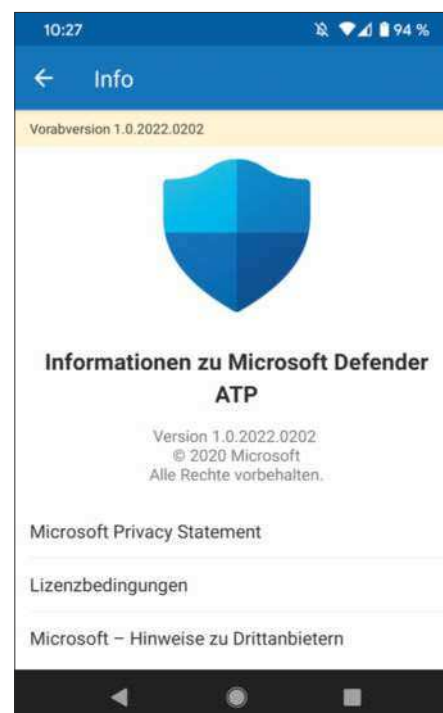 10:27 94 %
Info
Vorabversion 1.0.2022.0202
Informationen zu Microsoft Defender
ATP
Version 1.0.2022.0202
© 2020 Microsoft
Alle Rechte vorbehalten.
Microsoft Privacy Statement
Lizenzbedingungen
Microsoft – Hinweise zu Drittanbietern